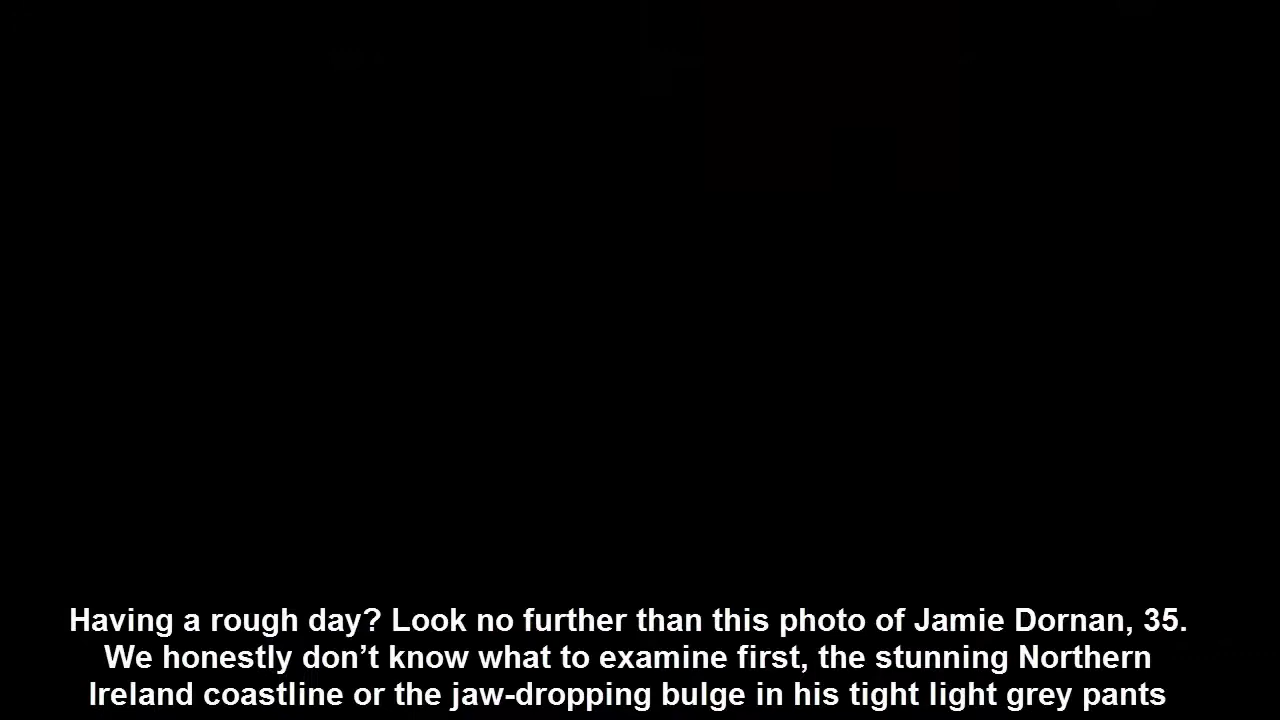 Having a rough day? Look no further than this photo of Jamie Dornan, 35.
We honestly don’t know what to examine first, the stunning Northern
Ireland coastline or the jaw-dropping bulge in his tight light grey pants